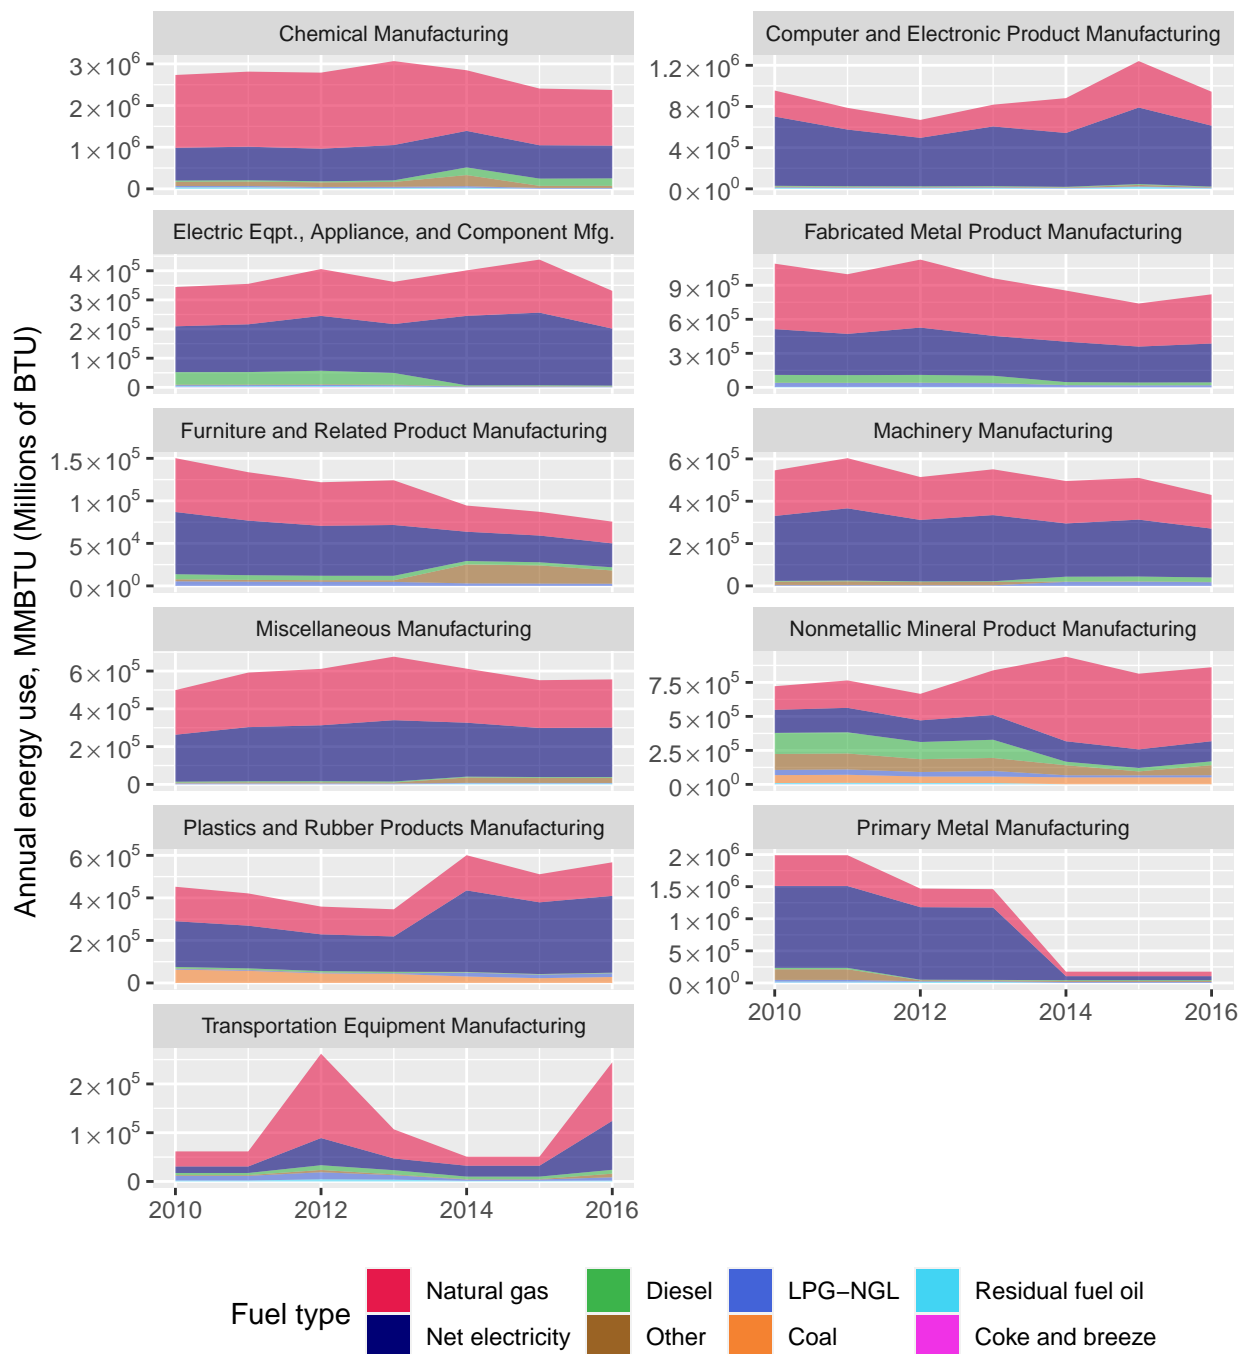 Annual energy use, MMBTU (Millions of BTU)
Chemical Manufacturing
3×10⁶
2×10⁶
1×10⁶
0
Computer and Electronic Product Manufacturing
1.2×10⁶
8×10⁵
4×10⁵
0×10⁰
Electric Eqpt., Appliance, and Component Mfg.
4×10⁵
3×10⁵
2×10⁵
1×10⁵
0
Fabricated Metal Product Manufacturing
9×10⁵
6×10⁵
3×10⁵
0
Furniture and Related Product Manufacturing
1.5×10⁵
1×10⁵
5×10⁴
0×10⁰
Machinery Manufacturing
6×10⁵
4×10⁵
2×10⁵
0
Miscellaneous Manufacturing
6×10⁵
4×10⁵
2×10⁵
0
Nonmetallic Mineral Product Manufacturing
7.5×10⁵
5×10⁵
2.5×10⁵
0×10⁰
Plastics and Rubber Products Manufacturing
6×10⁵
4×10⁵
2×10⁵
0
Primary Metal Manufacturing
2×10⁶
1.5×10⁶
1×10⁶
5×10⁵
0×10⁰
2010 2012 2014 2016
Transportation Equipment Manufacturing
2×10⁵
1×10⁵
0
2010 2012 2014 2016
Fuel type
Natural gas Diesel LPG−NGL Residual fuel oil
Net electricity Other Coal Coke and breeze